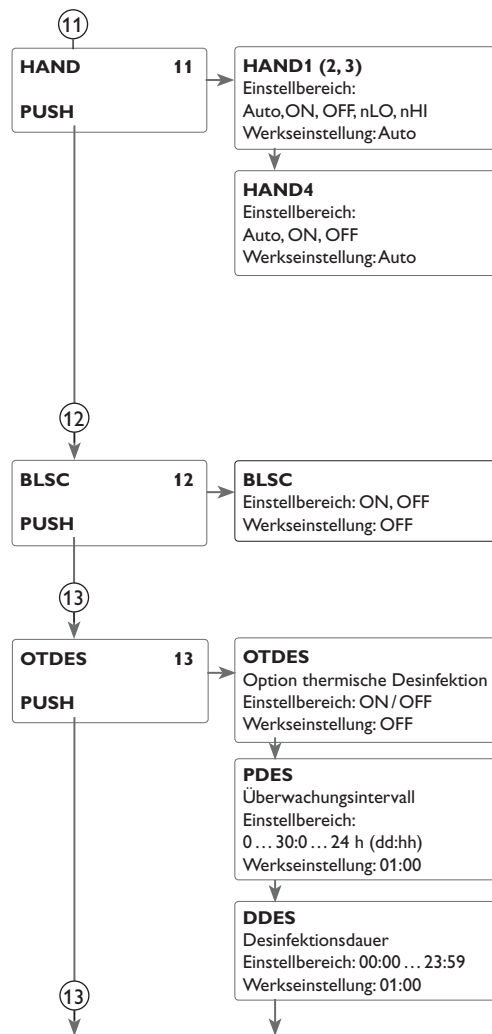 11
HAND 11
PUSH
HAND1 (2, 3)
Einstellbereich:
Auto, ON, OFF, nLO, nHI
Werkseinstellung: Auto
HAND4
Einstellbereich:
Auto, ON, OFF
Werkseinstellung: Auto
12
BLSC 12
PUSH
BLSC
Einstellbereich: ON, OFF
Werkseinstellung: OFF
13
OTDES 13
PUSH
OTDES
Option thermische Desinfektion
Einstellbereich: ON / OFF
Werkseinstellung: OFF
PDES
Überwachungsintervall
Einstellbereich:
0 … 30:0 … 24 h (dd:hh)
Werkseinstellung: 01:00
DDES
Desinfektionsdauer
Einstellbereich: 00:00 … 23:59
Werkseinstellung: 01:00
13